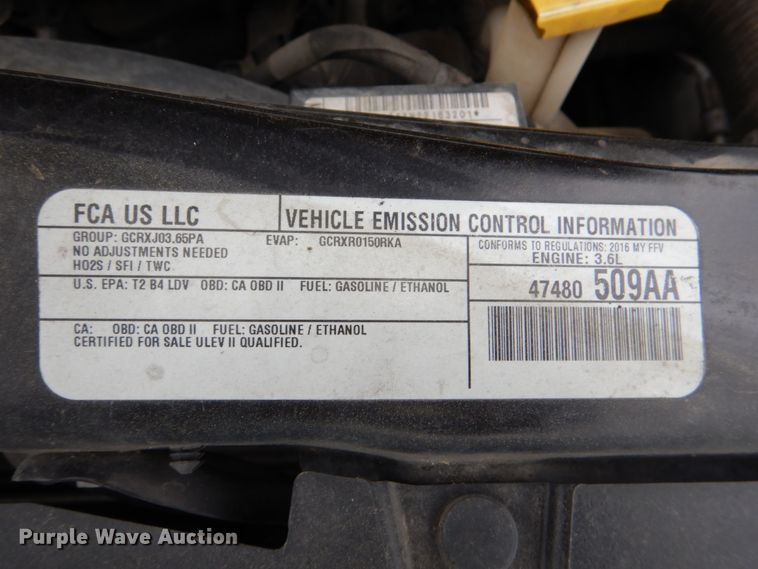 63201*
FCA US LLC
VEHICLE EMISSION CONTROL INFORMATION
GROUP: GCRXJ03.65PA EVAP: GCRXR0150RKA
NO ADJUSTMENTS NEEDED
HO2S / SFI / TWC
CONFORMS TO REGULATIONS: 2016 MY FFV
ENGINE: 3.6L
U.S. EPA: T2 B4 LDV OBD: CA OBD II FUEL: GASOLINE / ETHANOL
47480 509AA
CA: OBD: CA OBD II FUEL: GASOLINE / ETHANOL
CERTIFIED FOR SALE ULEV II QUALIFIED.
Purple Wave Auction